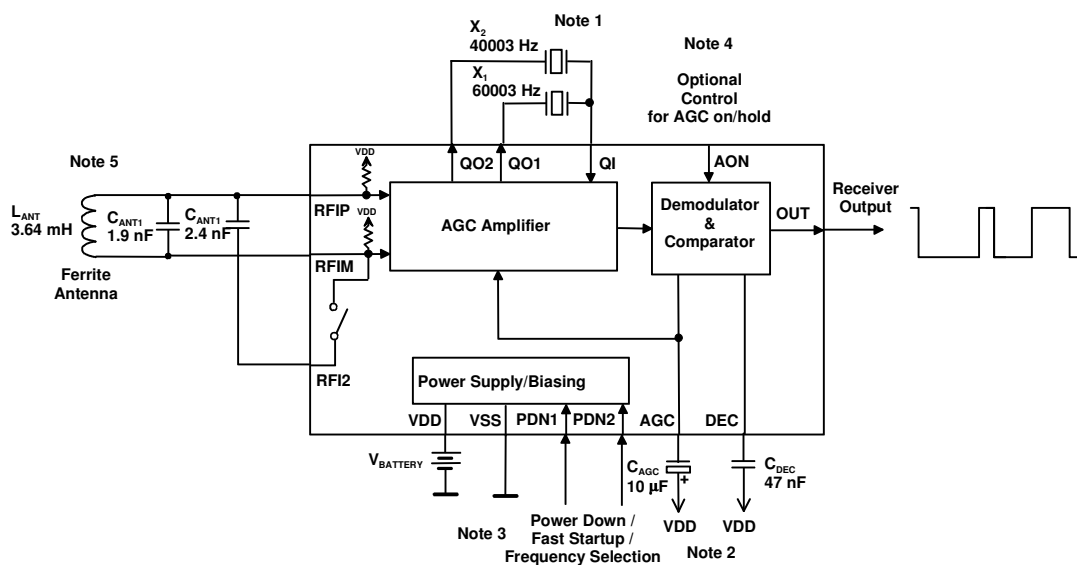 Note 1
X2
40003 Hz
X1
60003 Hz
Note 4
Optional
Control
for AGC on/hold
Note 5
VDD
QO2
QO1
QI
AON
LANT
3.64 mH
CANT1
1.9 nF
CANT1
2.4 nF
RFIP
VDD
RFIM
AGC Amplifier
Demodulator
&
Comparator
OUT
Receiver
Output
Ferrite
Antenna
RFI2
Power Supply/Biasing
VDD
VSS
PDN1
PDN2
AGC
DEC
VBATTERY
CAGC
10 µF
+
CDEC
47 nF
VDD
VDD
Note 3
Power Down /
Fast Startup /
Frequency Selection
Note 2